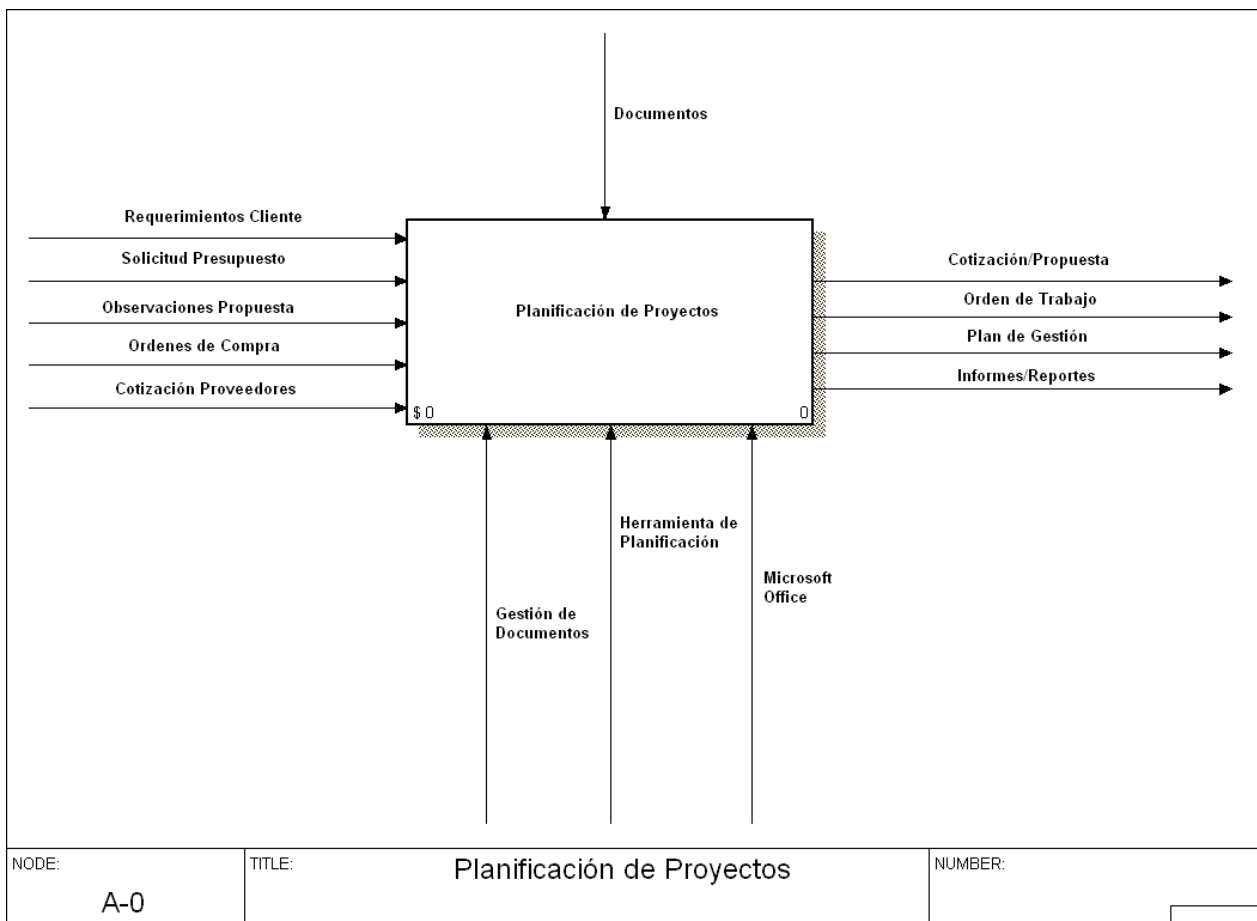 Documentos
Requerimientos Cliente
Solicitud Presupuesto
Observaciones Propuesta
Ordenes de Compra
Cotización Proveedores
Planificación de Proyectos
$ 0
0
Cotización/Propuesta
Orden de Trabajo
Plan de Gestión
Informes/Reportes
Herramienta de
Planificación
Microsoft
Office
Gestión de
Documentos
NODE:
A-0
TITLE:
Planificación de Proyectos
NUMBER: